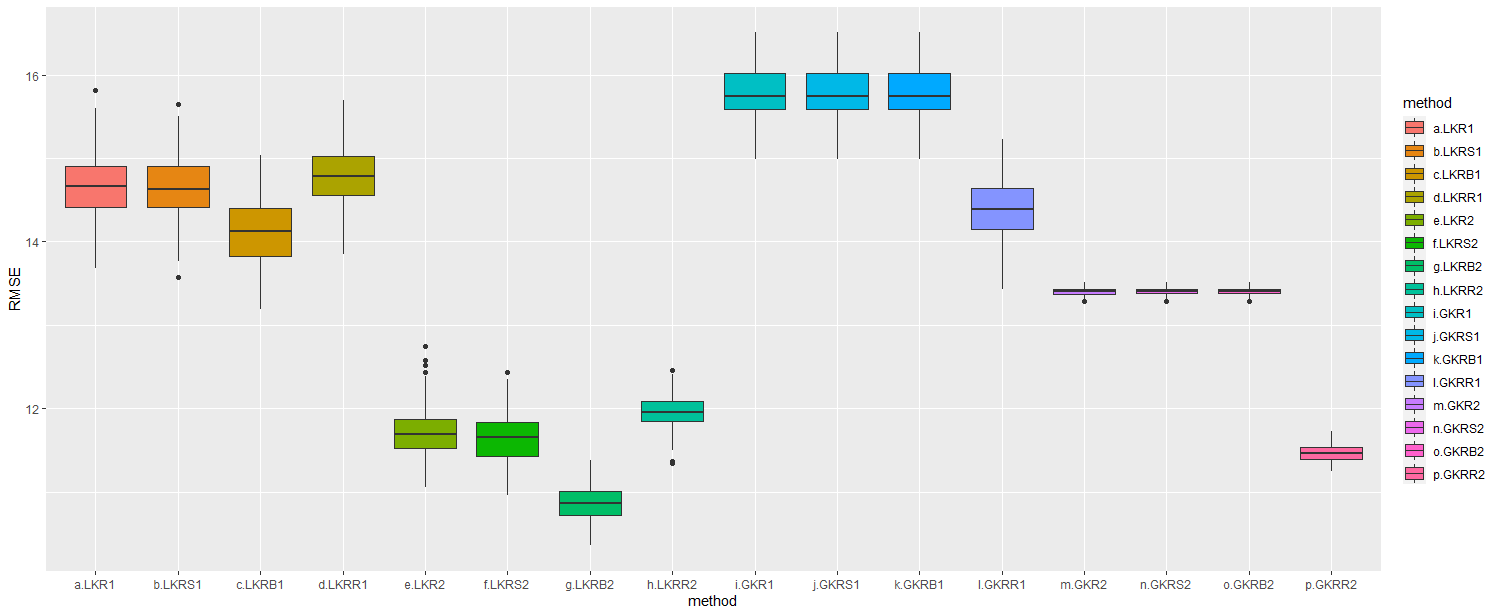 RMSE
16
14
12
a.LKR1
b.LKRS1
c.LKRB1
d.LKRR1
e.LKR2
f.LKRS2
g.LKRB2
h.LKRR2
i.GKR1
j.GKRS1
k.GKRB1
l.GKRR1
m.GKR2
n.GKRS2
o.GKRB2
p.GKRR2
method
method
a.LKR1
b.LKRS1
c.LKRB1
d.LKRR1
e.LKR2
f.LKRS2
g.LKRB2
h.LKRR2
i.GKR1
j.GKRS1
k.GKRB1
l.GKRR1
m.GKR2
n.GKRS2
o.GKRB2
p.GKRR2